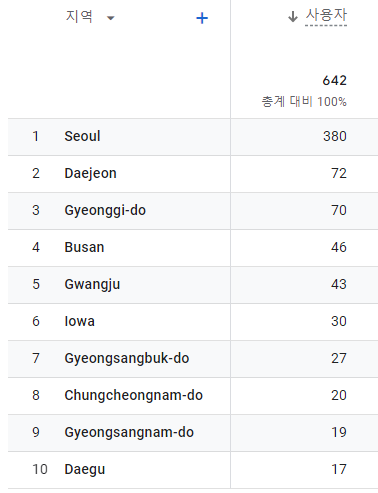 지역 +
사용자
642
총계 대비 100%
1 Seoul 380
2 Daejeon 72
3 Gyeonggi-do 70
4 Busan 46
5 Gwangju 43
6 Iowa 30
7 Gyeongsangbuk-do 27
8 Chungcheongnam-do 20
9 Gyeongsangnam-do 19
10 Daegu 17